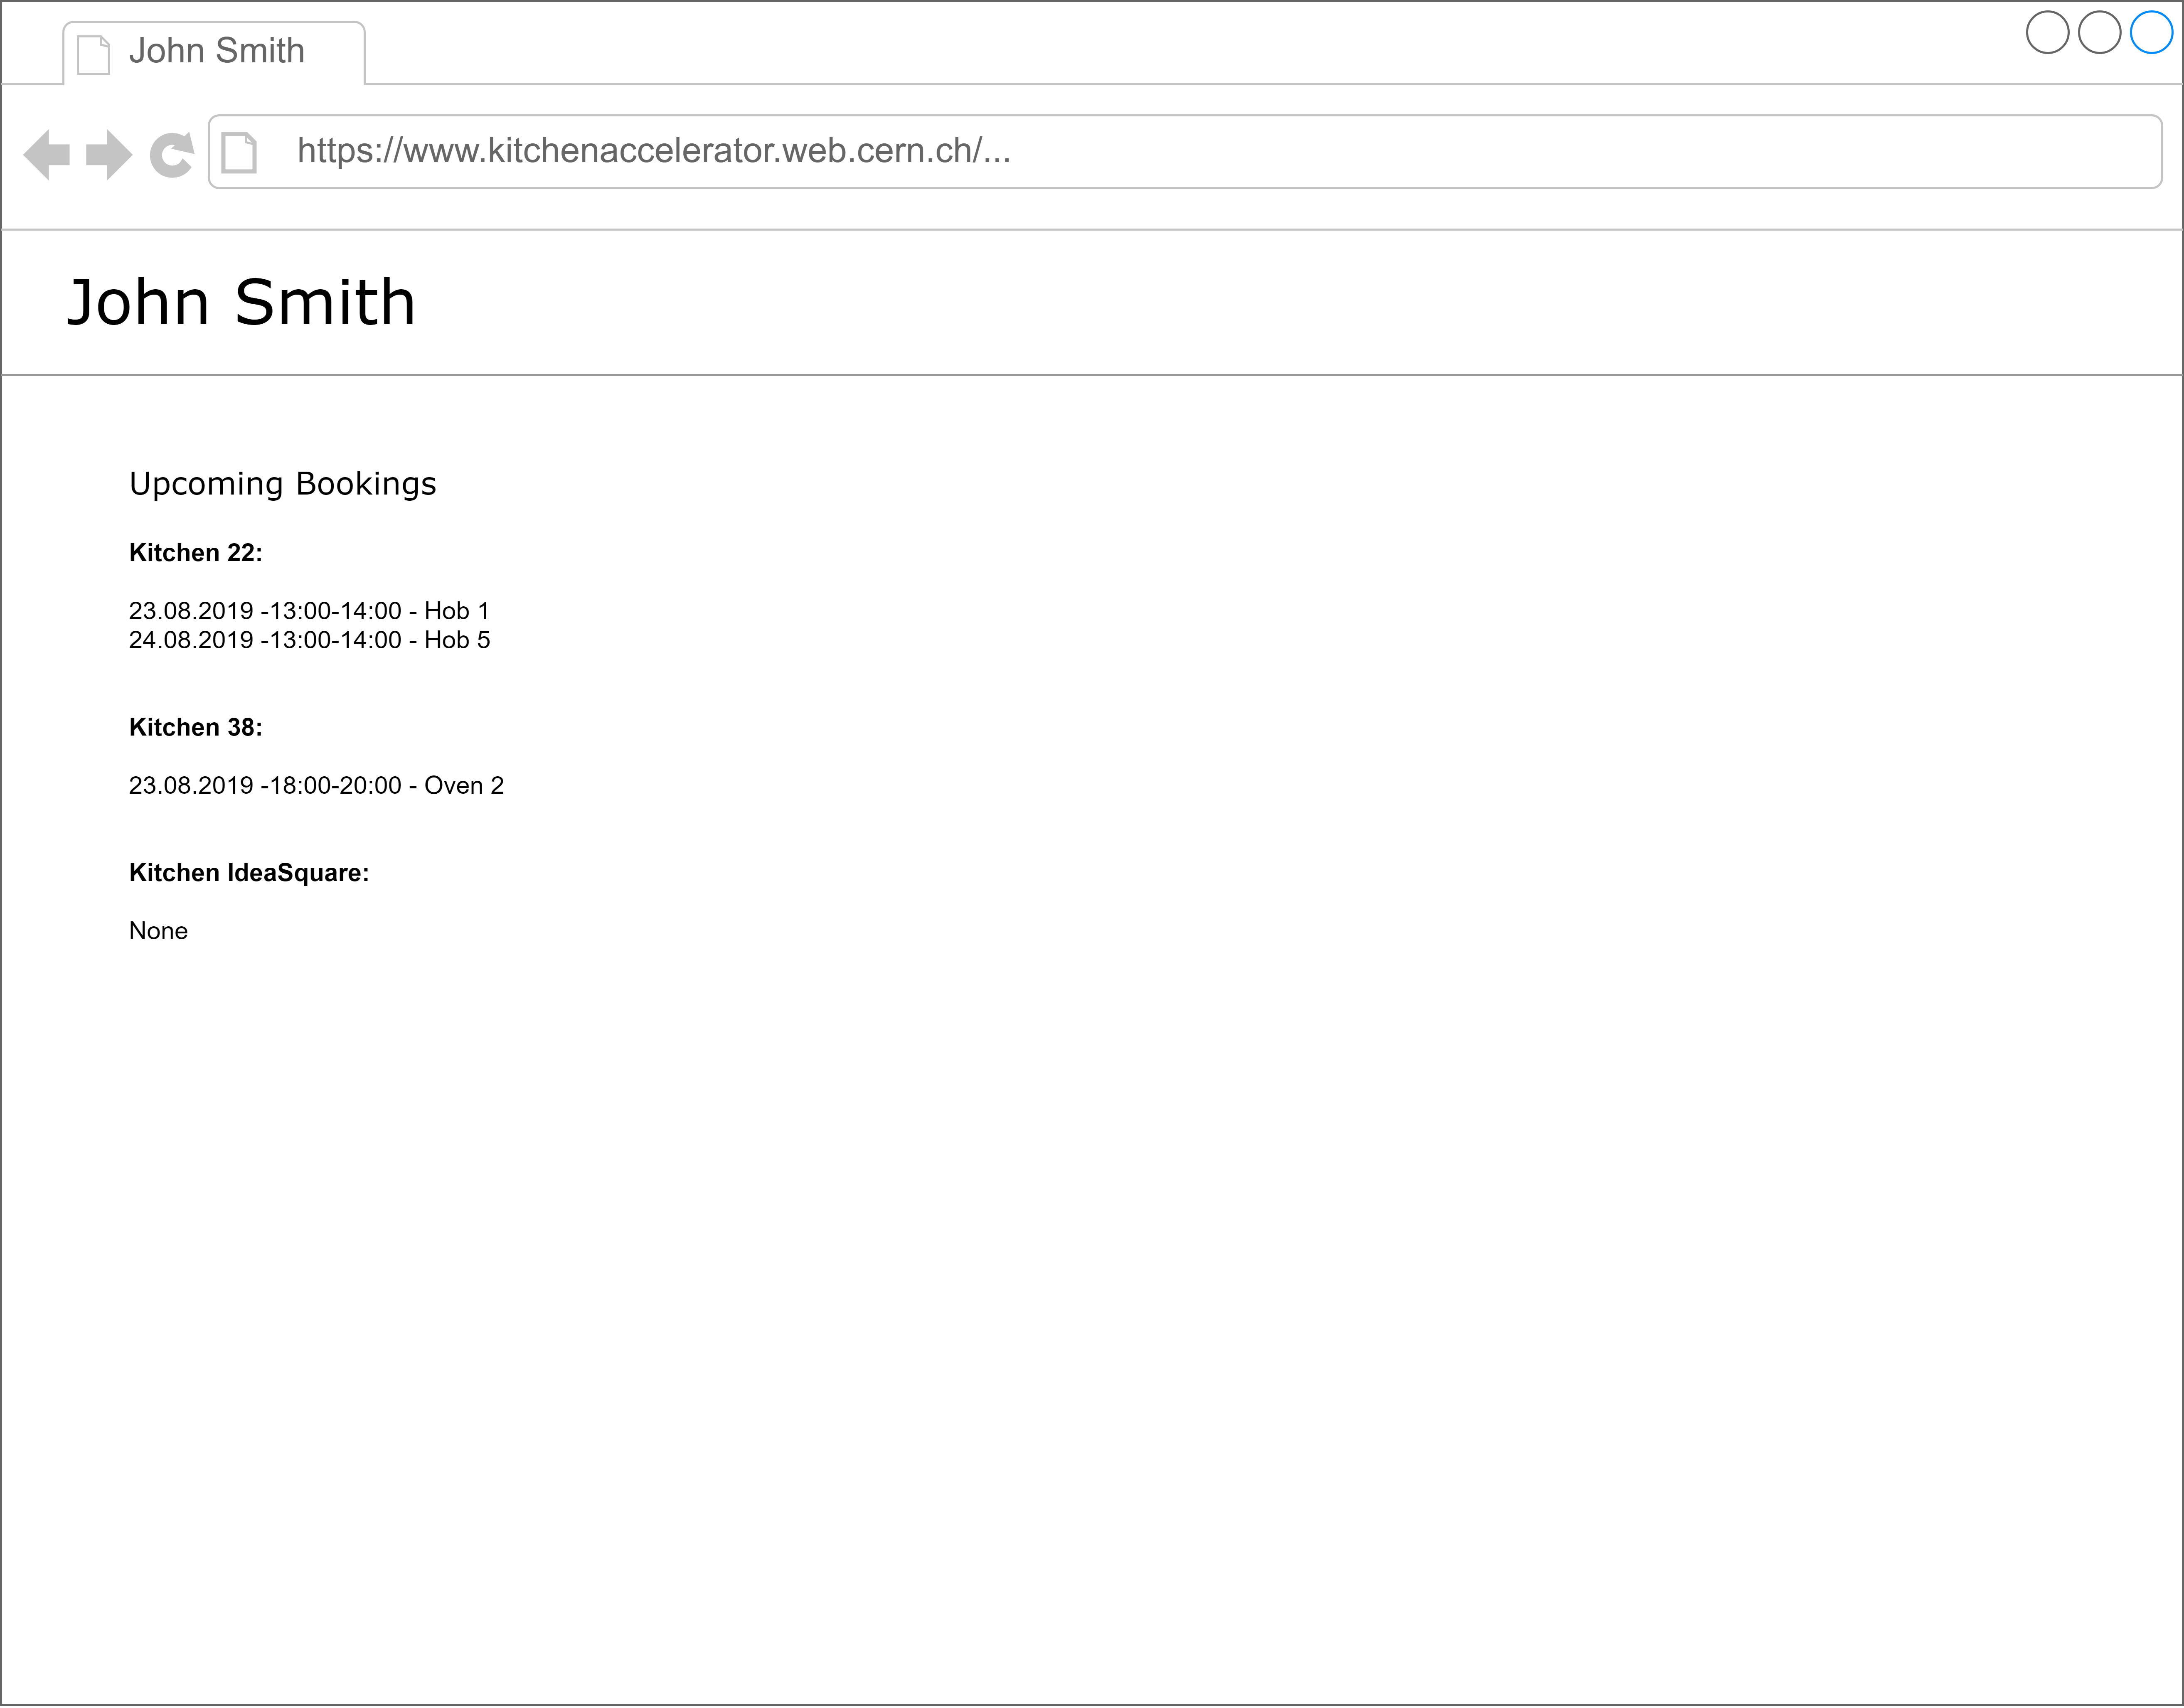 John Smith
https://www.kitchenaccelerator.web.cern.ch/...
John Smith
Upcoming Bookings
Kitchen 22:
23.08.2019 -13:00-14:00 - Hob 1
24.08.2019 -13:00-14:00 - Hob 5
Kitchen 38:
23.08.2019 -18:00-20:00 - Oven 2
Kitchen IdeaSquare:
None